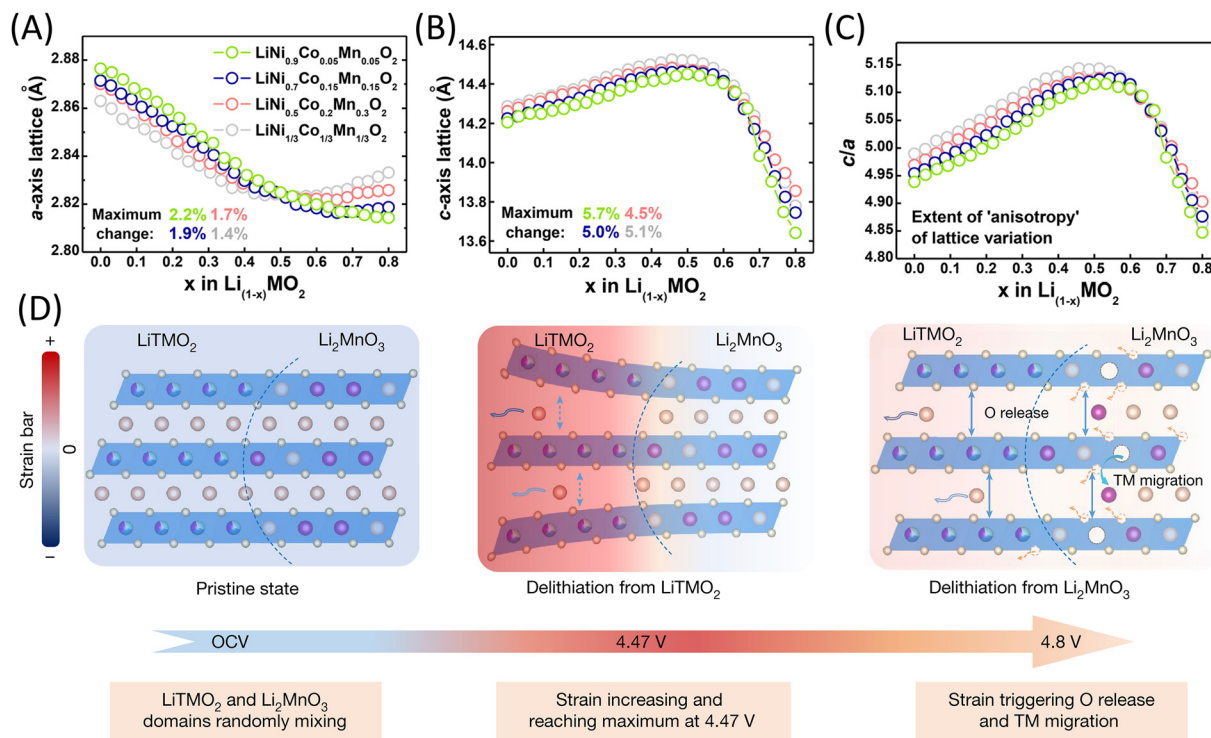 (A)
2.88
2.86
2.84
2.82
2.80
a-axis lattice (Å)
LiNi0.9Co0.05Mn0.05O2
LiNi0.7Co0.15Mn0.15O2
LiNi0.5Co0.2Mn0.3O2
LiNi1/3Co1/3Mn1/3O2
Maximum 2.2% 1.7%
change: 1.9% 1.4%
0.0 0.1 0.2 0.3 0.4 0.5 0.6 0.7 0.8
x in Li(1-x)MO2
(B)
14.6
14.4
14.2
14.0
13.8
13.6
c-axis lattice (Å)
Maximum 5.7% 4.5%
change: 5.0% 5.1%
0.0 0.1 0.2 0.3 0.4 0.5 0.6 0.7 0.8
x in Li(1-x)MO2
(C)
5.15
5.10
5.05
5.00
4.95
4.90
4.85
4.80
c/a
Extent of 'anisotropy'
of lattice variation
0.0 0.1 0.2 0.3 0.4 0.5 0.6 0.7 0.8
x in Li(1-x)MO2
(D)
+
0
–
Strain bar
LiTMO2 Li2MnO3
Pristine state
LiTMO2 Li2MnO3
Delithiation from LiTMO2
LiTMO2 Li2MnO3
O release
TM migration
Delithiation from Li2MnO3
OCV 4.47 V 4.8 V
LiTMO2 and Li2MnO3
domains randomly mixing
Strain increasing and
reaching maximum at 4.47 V
Strain triggering O release
and TM migration